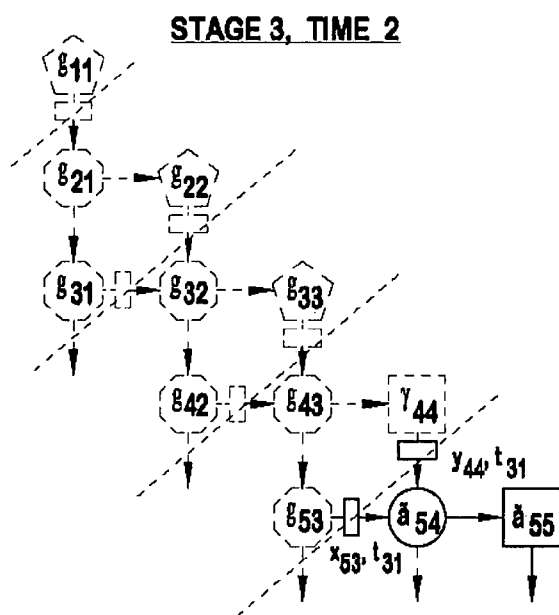 STAGE 3, TIME 2
g11
g21
g22
g31
g32
g33
g42
g43
γ44
y44, t31
g53
ã54
ã55
x53, t31